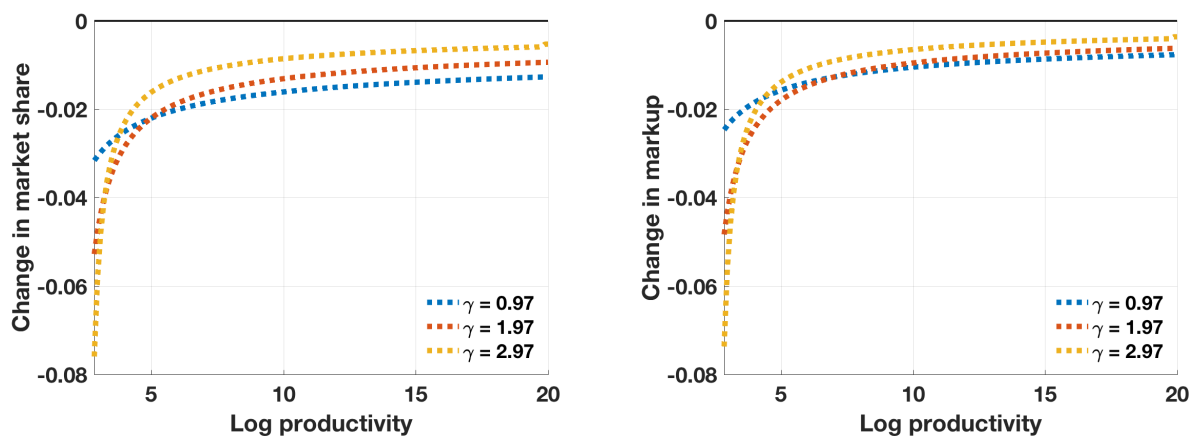 Change in market share
0
-0.02
-0.04
-0.06
-0.08
5
10
15
20
Log productivity
γ = 0.97
γ = 1.97
γ = 2.97
Change in markup
0
-0.02
-0.04
-0.06
-0.08
5
10
15
20
Log productivity
γ = 0.97
γ = 1.97
γ = 2.97